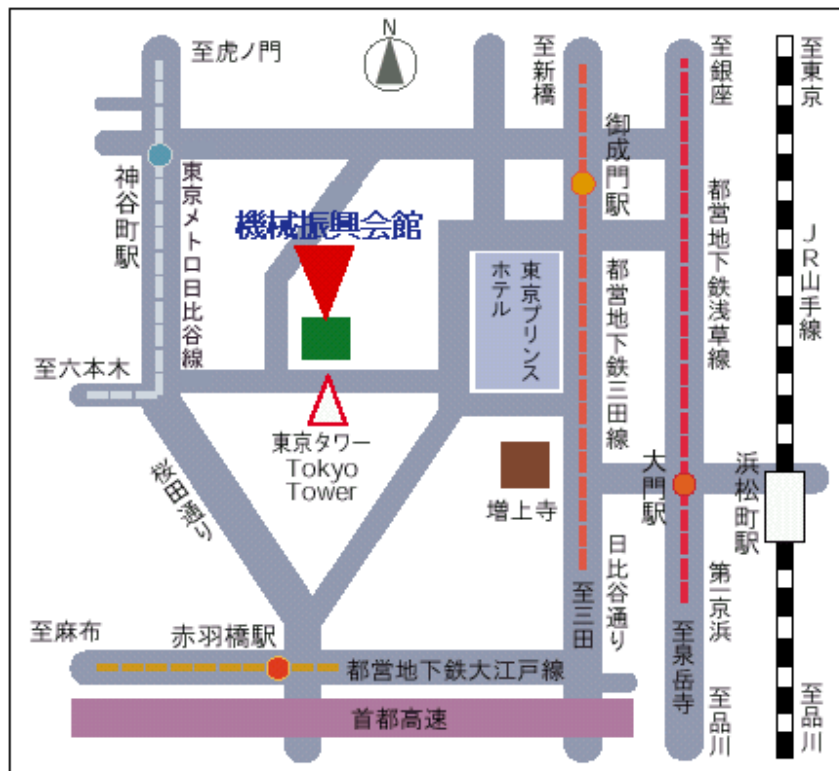 N
至虎ノ門
至新橋
至銀座
至東京
御成門駅
神谷町駅
東京メトロ日比谷線
機械振興会館
都営地下鉄浅草線
JR山手線
東京プリンス
ホテル
都営地下鉄三田線
至六本木
東京タワー
Tokyo
Tower
増上寺
大門駅
浜松町駅
桜田通り
日比谷通り
第一京浜
至三田
至麻布
赤羽橋駅
都営地下鉄大江戸線
至泉岳寺
首都高速
至品川
至品川